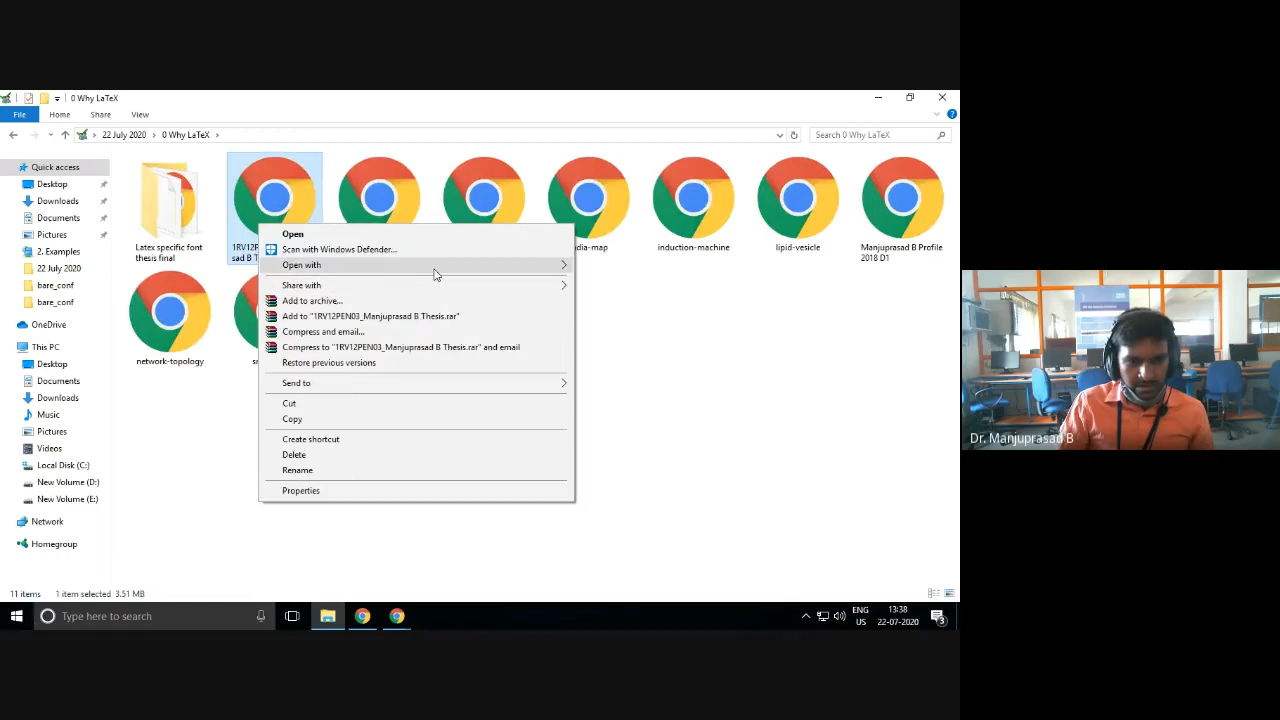 0 Why LaTeX
File Home Share View
22 July 2020 0 Why LaTeX
Search 0 Why LaTeX
Quick access
Desktop
Downloads
Documents
Pictures
2. Examples
22 July 2020
bare_conf
bare_conf
OneDrive
This PC
Desktop
Documents
Downloads
Music
Pictures
Videos
Local Disk (C:)
New Volume (D:)
New Volume (E:)
Network
Homegroup
Latex specific font
thesis final
induction-machine
lipid-vesicle
Manjuprasad B Profile
2018 D1
network-topology
Open
Scan with Windows Defender...
Open with
Share with
Add to archive...
Add to "1RV12PEN03_Manjuprasad B Thesis.rar"
Compress and email...
Compress to "1RV12PEN03_Manjuprasad B Thesis.rar" and email
Restore previous versions
Send to
Cut
Copy
Create shortcut
Delete
Rename
Properties
11 items 1 item selected 3.51 MB
Type here to search
ENG
US
13:38
22-07-2020
3
Dr. Manjuprasad B